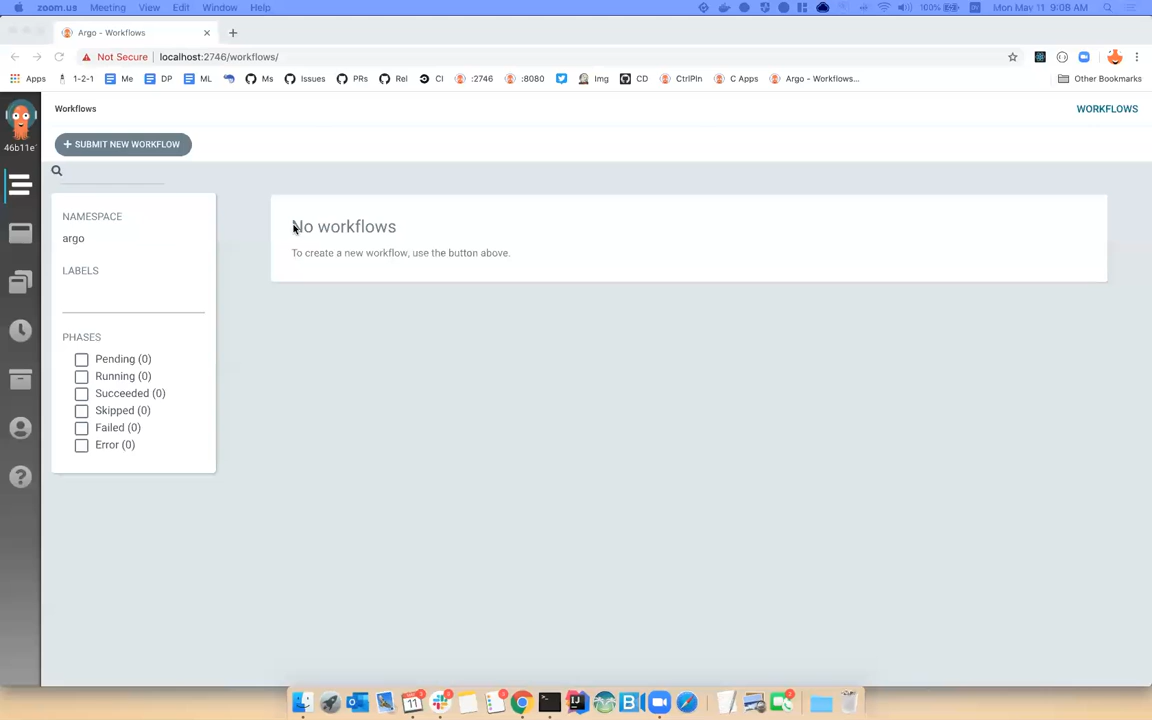 zoom.us Meeting View Edit Window Help 100% Mon May 11 9:08 AM
Argo - Workflows
Not Secure localhost:2746/workflows/
Apps 1-2-1 Me DP ML Ms Issues PRs Rel CI :2746 :8080 Img CD CtrlPln C Apps Argo - Workflows... Other Bookmarks
Workflows WORKFLOWS
46b11e
+ SUBMIT NEW WORKFLOW
NAMESPACE
argo
LABELS
PHASES
Pending (0)
Running (0)
Succeeded (0)
Skipped (0)
Failed (0)
Error (0)
No workflows
To create a new workflow, use the button above.